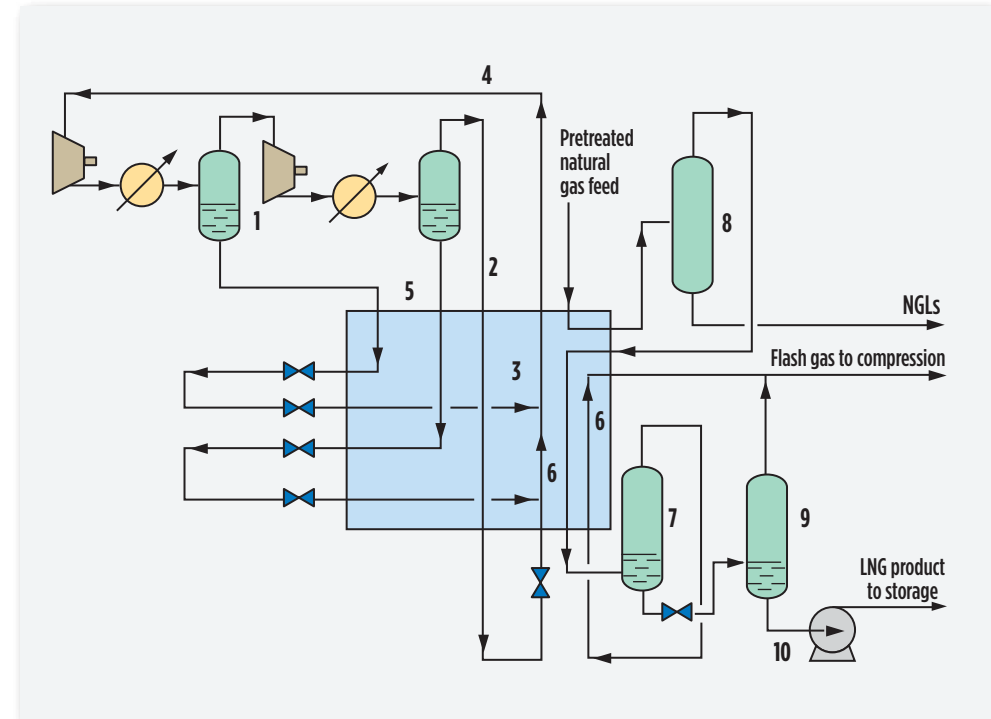 4
Pretreated
natural
gas feed
1
8
2
5
NGLs
Flash gas to compression
3
6
6
7
9
LNG product
to storage
10